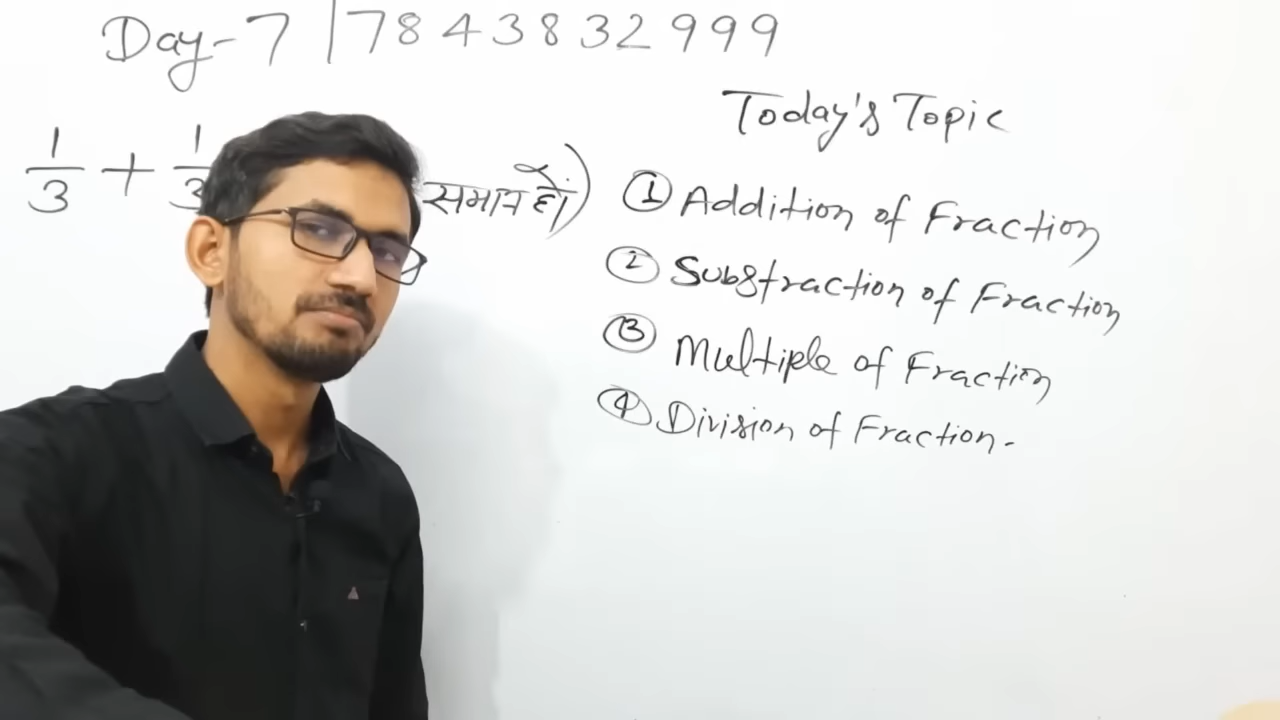 Day-7 | 7843832999
Today's Topic
1/3 + 1/3
समान हो)
① Addition of Fraction
② Substraction of Fraction
③ Multiple of Fraction
④ Division of Fraction.